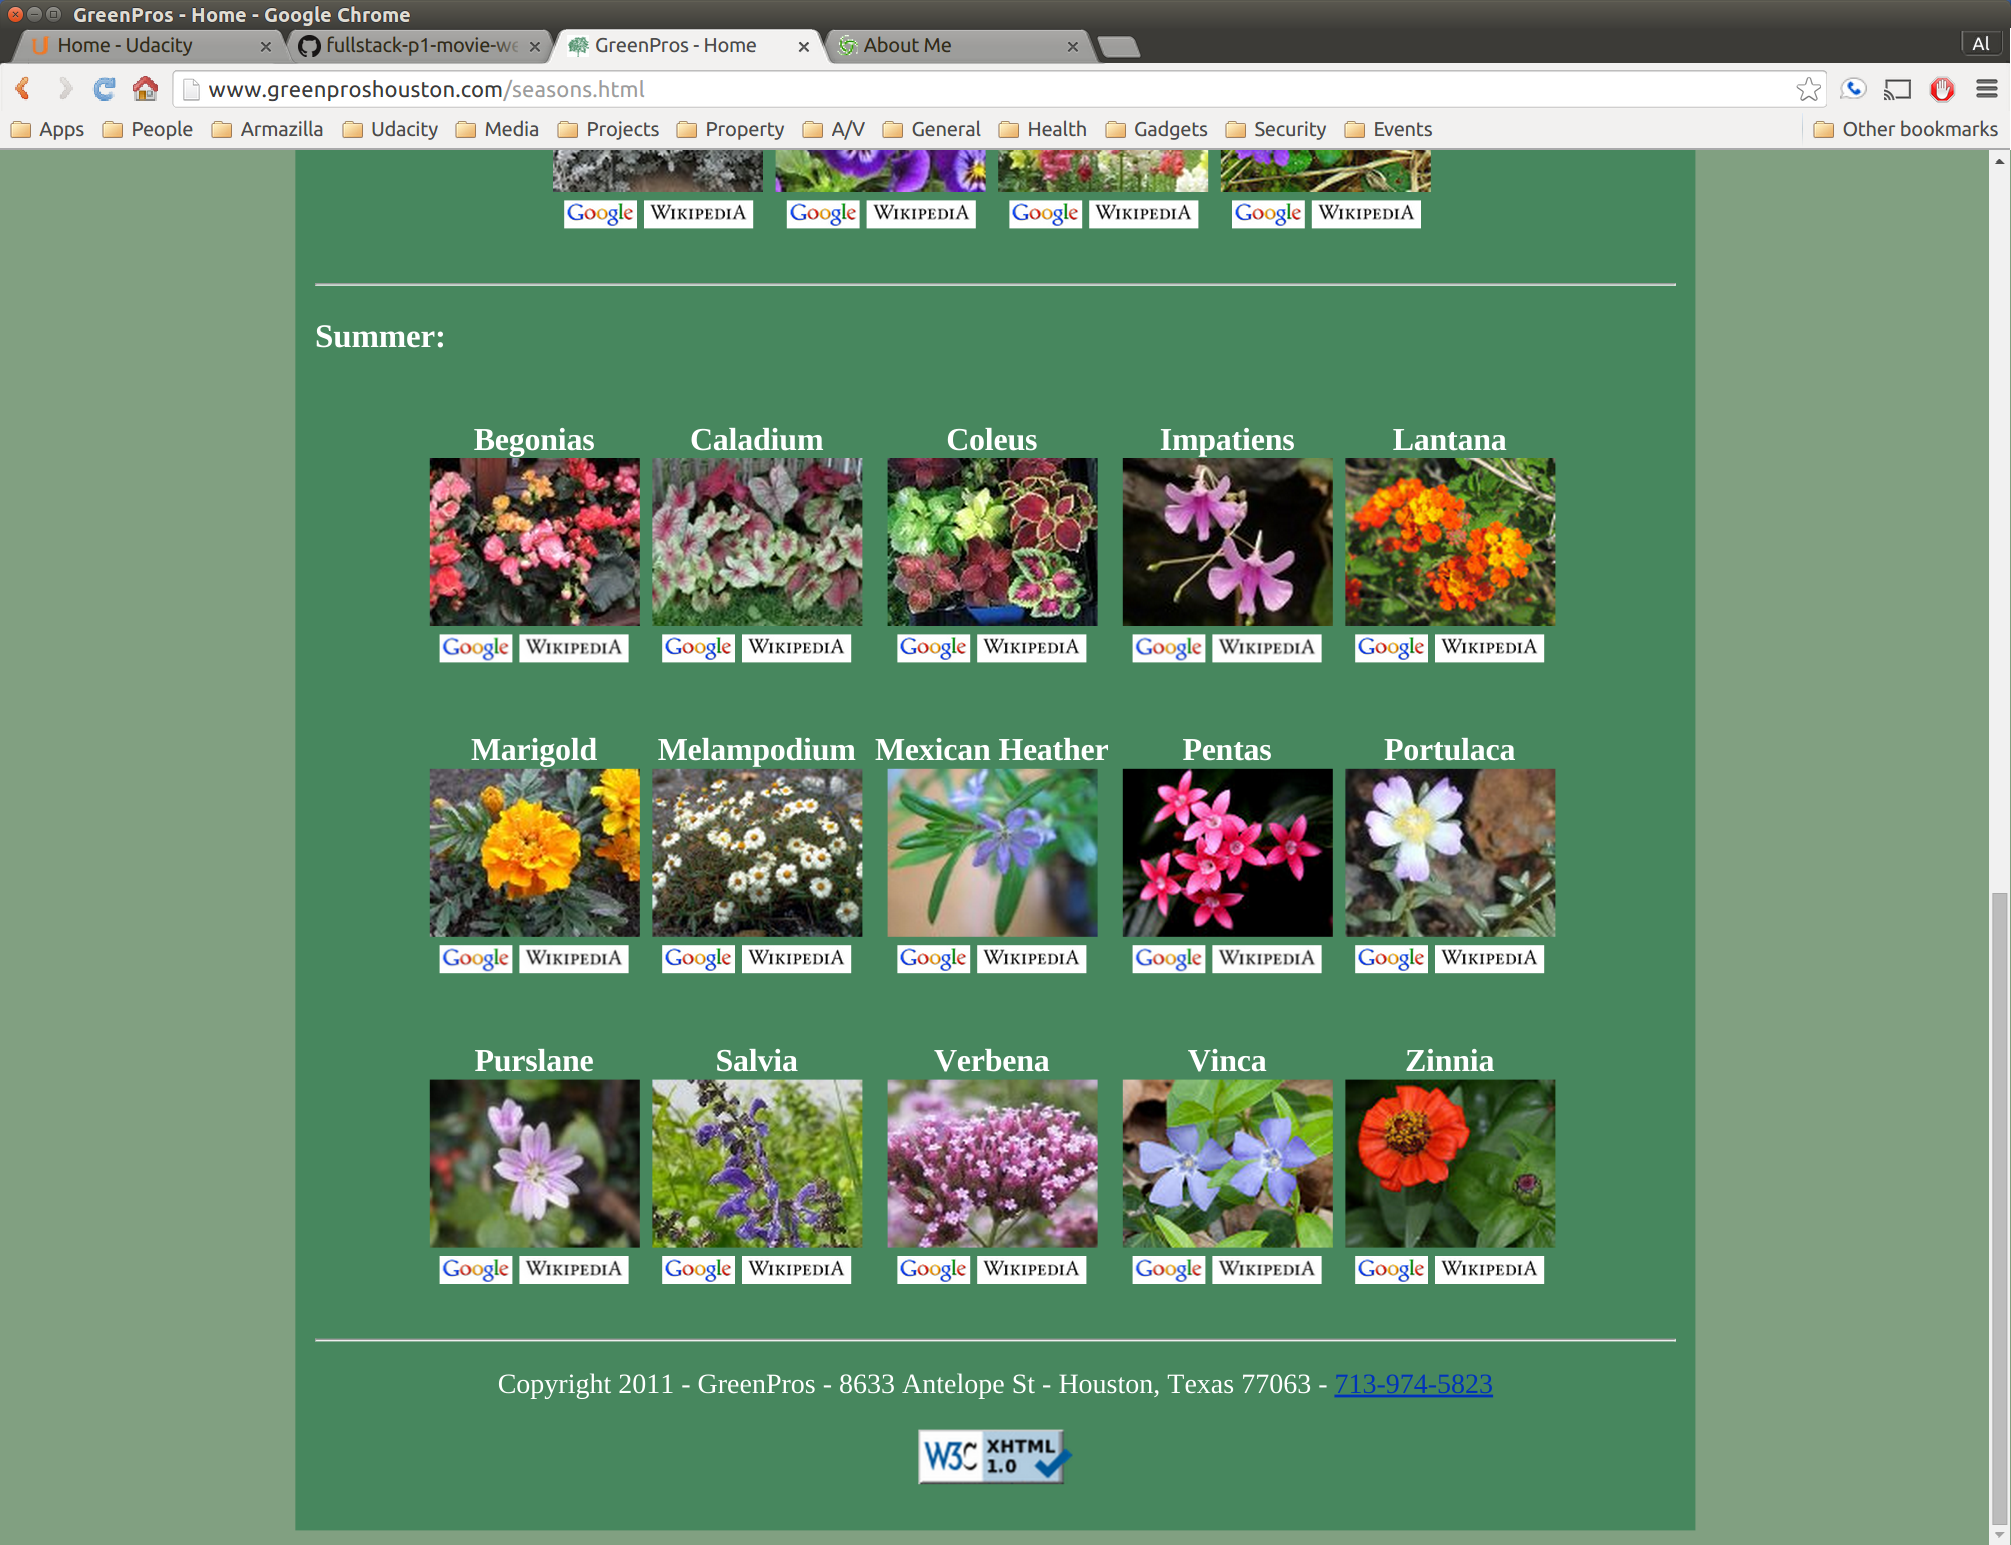 GreenPros - Home - Google Chrome
Home - Udacity fullstack-p1-movie-we GreenPros - Home About Me Al
www.greenproshouston.com/seasons.html
Apps People Armazilla Udacity Media Projects Property A/V General Health Gadgets Security Events Other bookmarks
Google WIKIPEDIA Google WIKIPEDIA Google WIKIPEDIA Google WIKIPEDIA
Summer:
Begonias Caladium Coleus Impatiens Lantana
Google WIKIPEDIA Google WIKIPEDIA Google WIKIPEDIA Google WIKIPEDIA Google WIKIPEDIA
Marigold Melampodium Mexican Heather Pentas Portulaca
Google WIKIPEDIA Google WIKIPEDIA Google WIKIPEDIA Google WIKIPEDIA Google WIKIPEDIA
Purslane Salvia Verbena Vinca Zinnia
Google WIKIPEDIA Google WIKIPEDIA Google WIKIPEDIA Google WIKIPEDIA Google WIKIPEDIA
Copyright 2011 - GreenPros - 8633 Antelope St - Houston, Texas 77063 - 713-974-5823
W3C XHTML
1.0